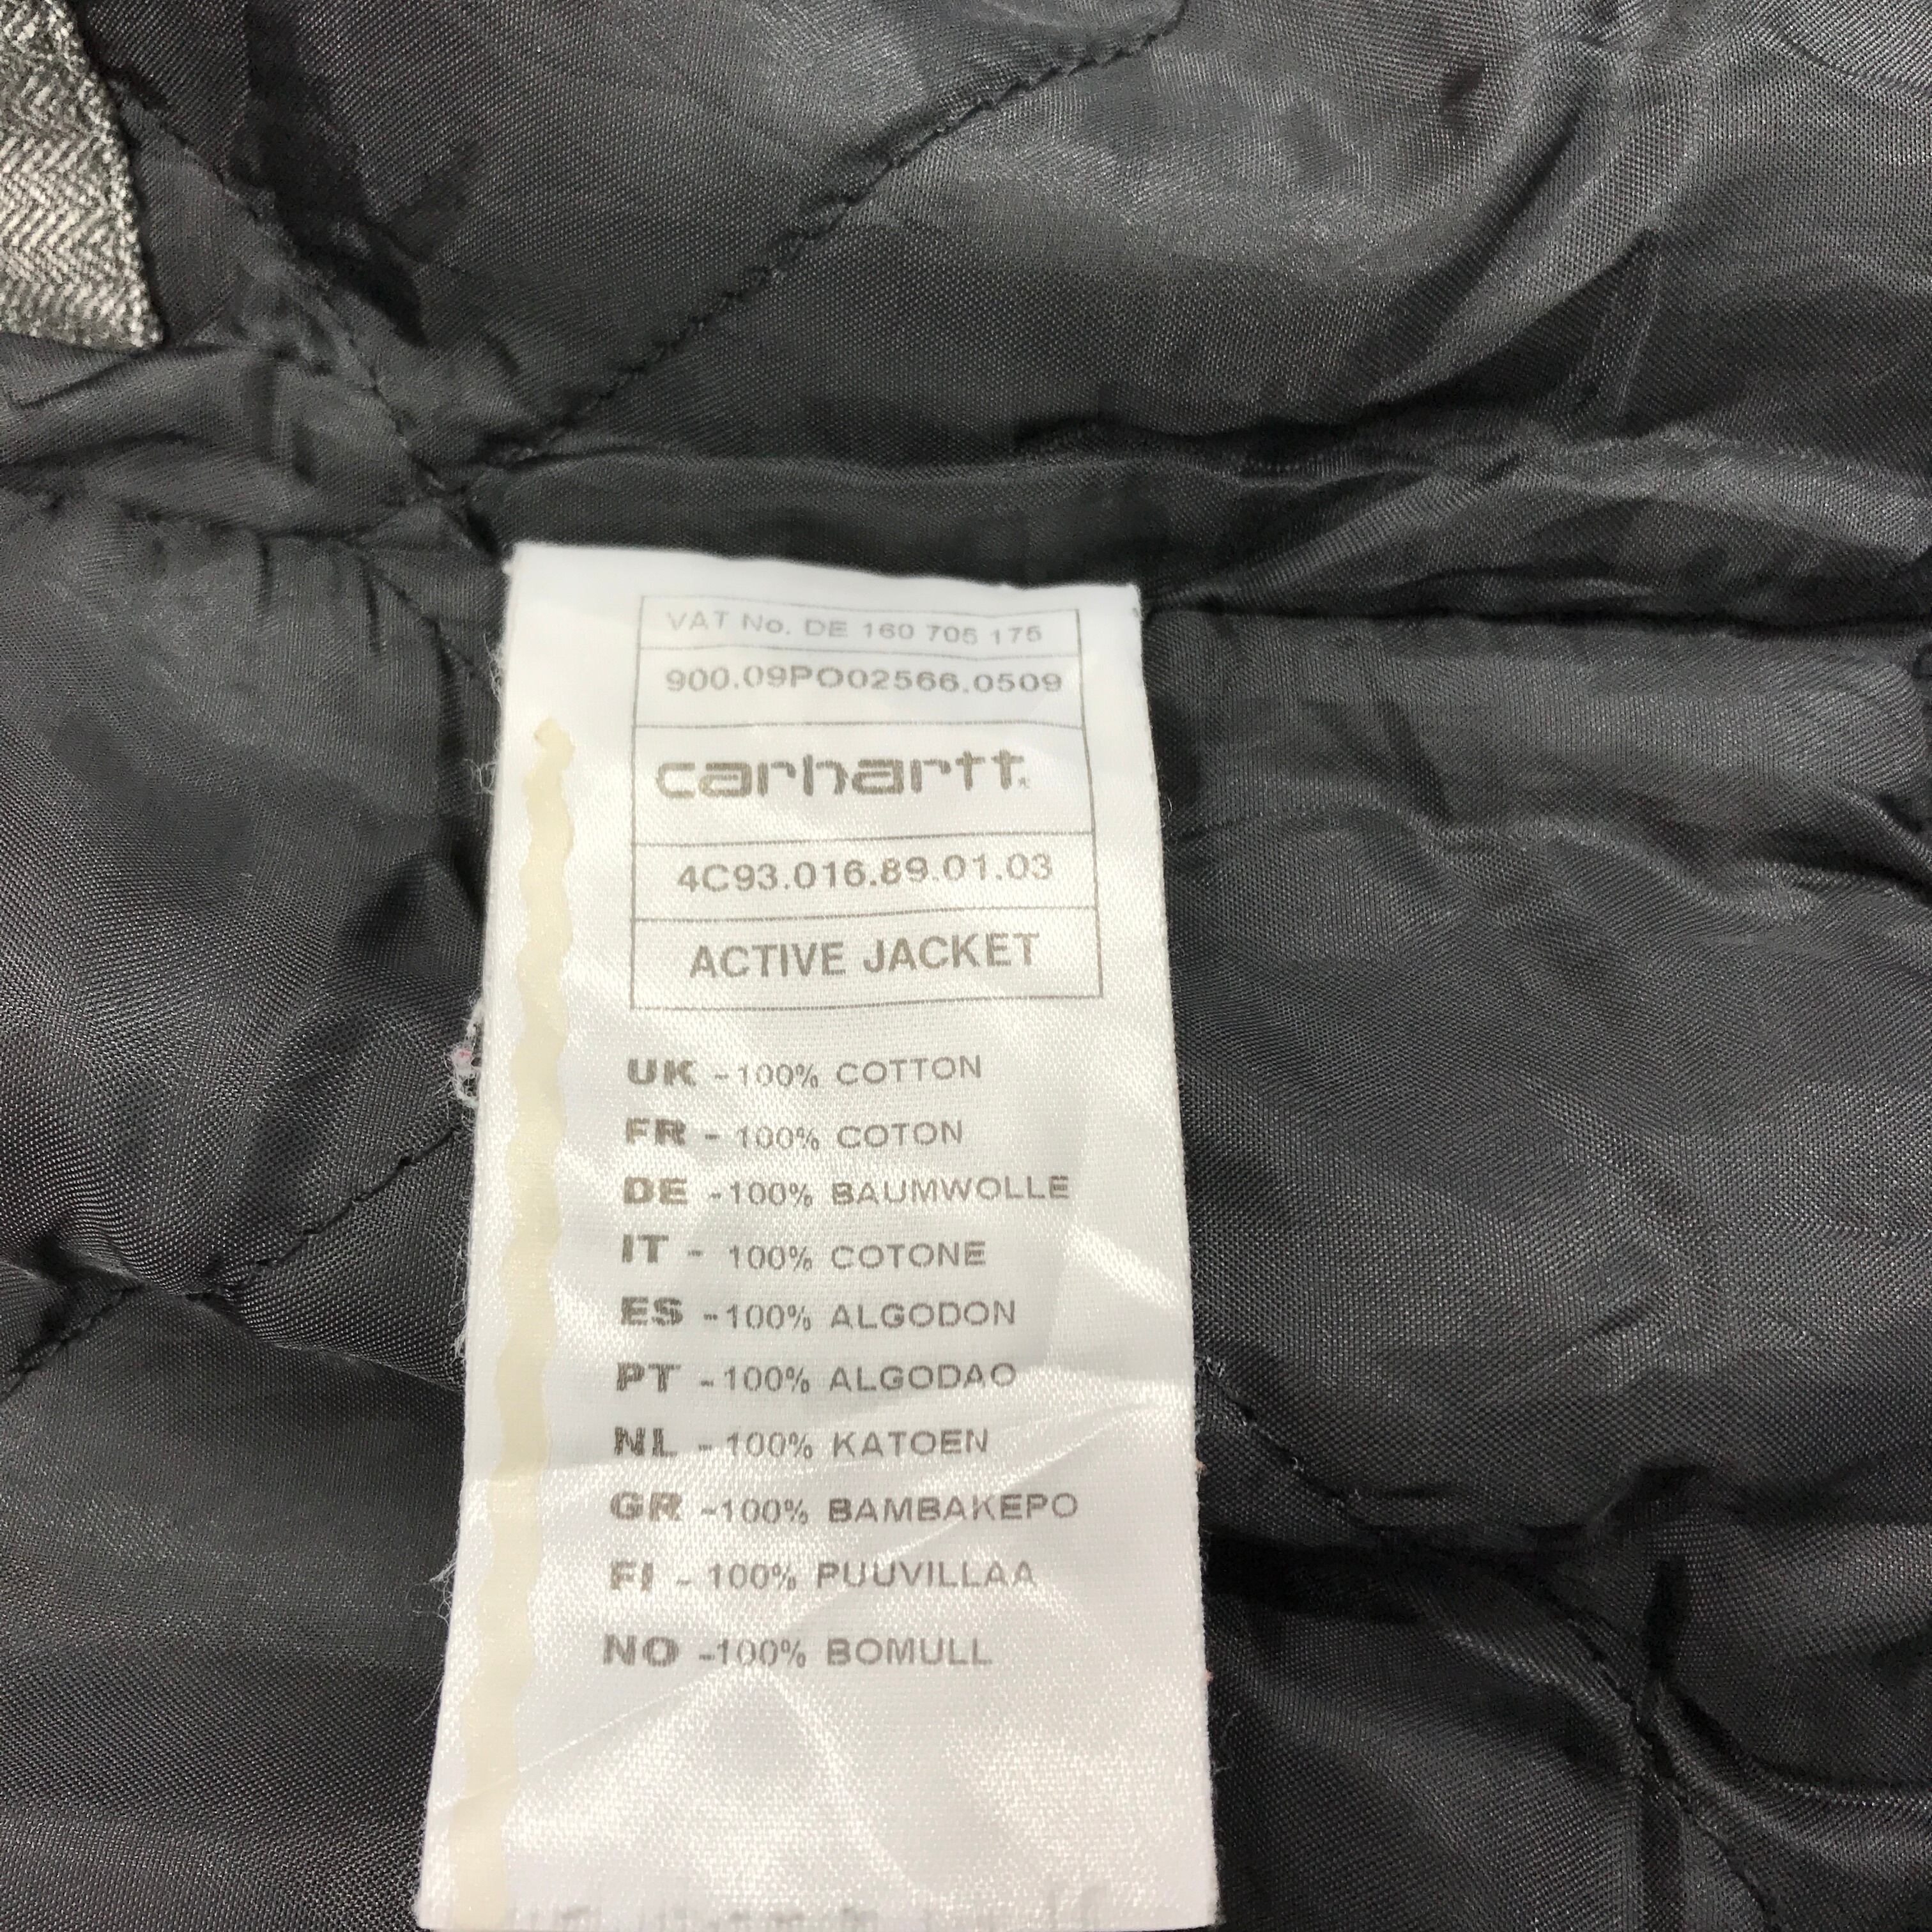 VAT No. DE 160 705 175
900.09PO02566.0509
carhartt
4C93.016.89.01.03
ACTIVE JACKET
UK -100% COTTON
FR - 100% COTON
DE -100% BAUMWOLLE
IT - 100% COTONE
ES -100% ALGODON
PT -100% ALGODAO
NL -100% KATOEN
GR -100% BAMBAKEPO
FI - 100% PUUVILLAA
NO -100% BOMULL